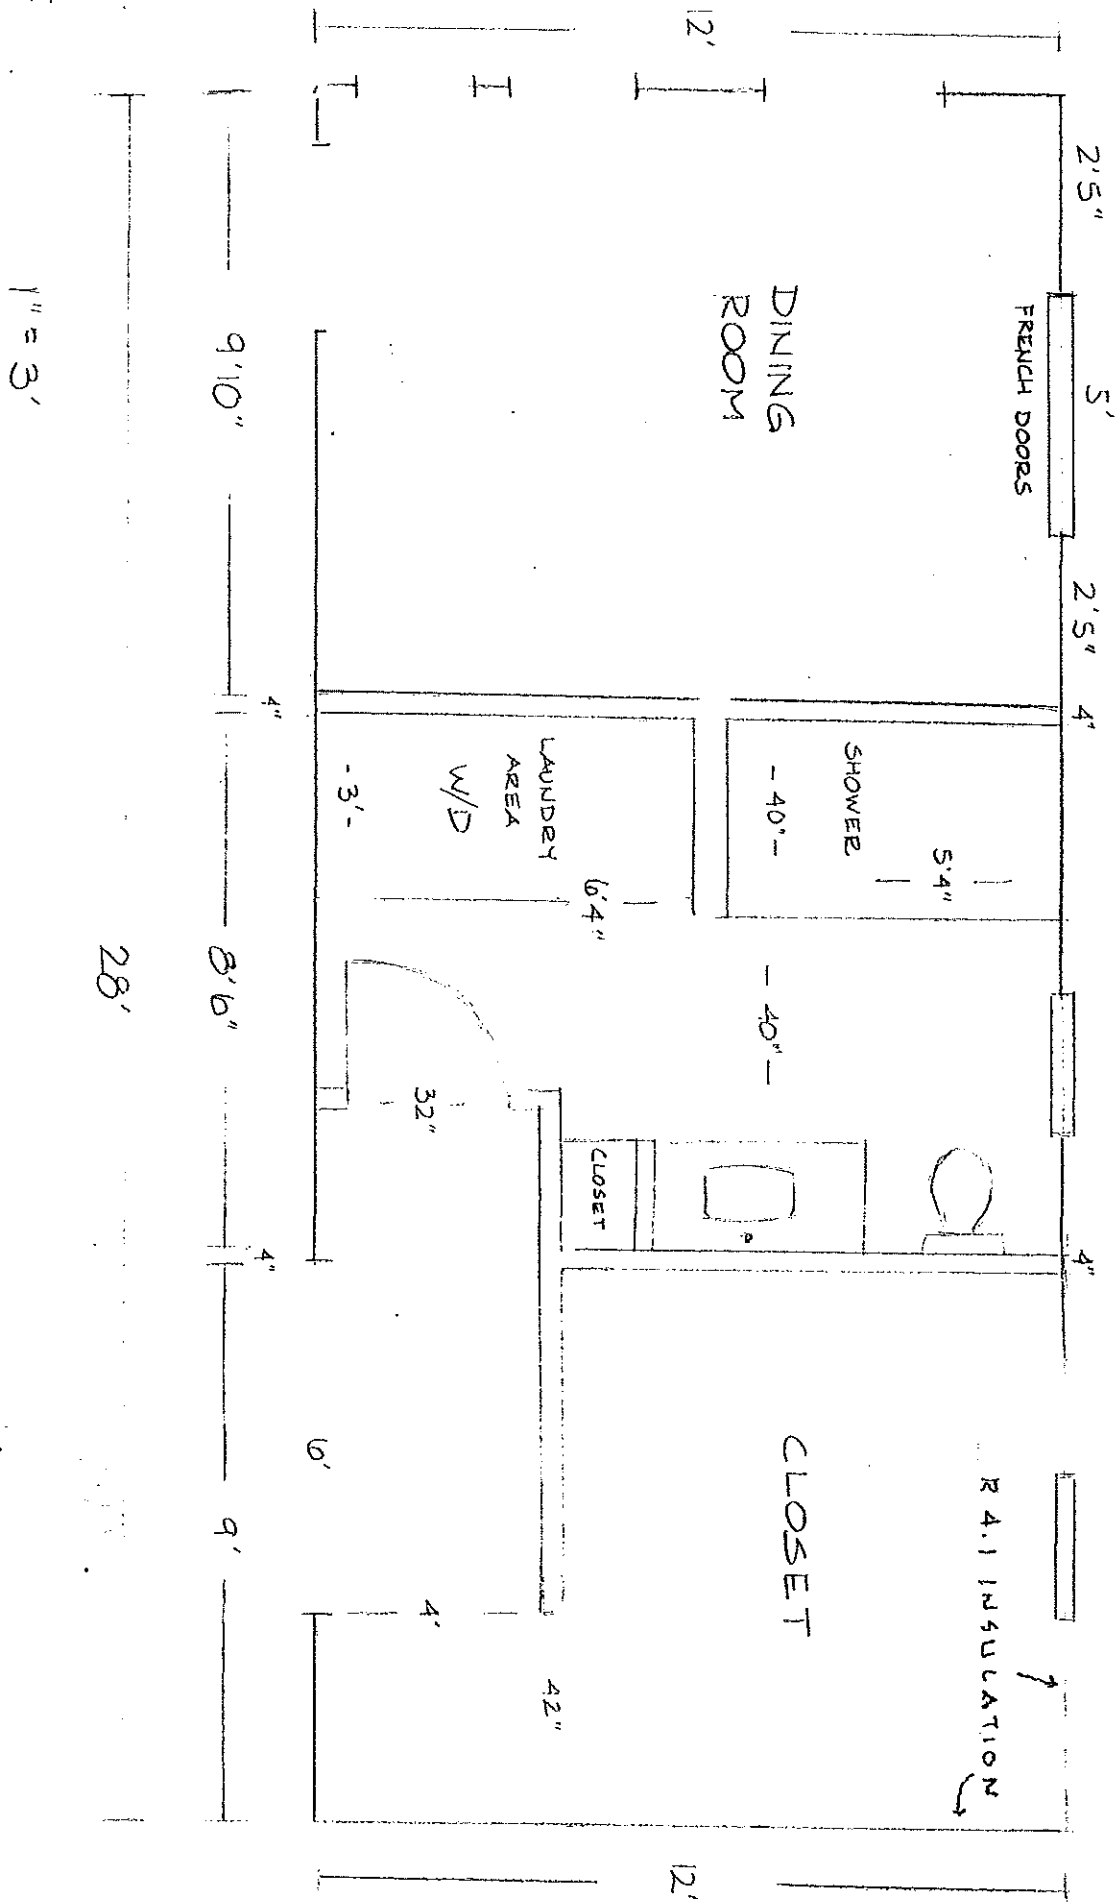 2'5"
5'
2'5"
4"
4"
FRENCH DOORS
R 4.1 INSULATION
12'
DINING
ROOM
SHOWER
5'4"
-40"-
-40"-
CLOSET
12'
LAUNDRY
AREA
W/D
6'4"
-3'-
32"
CLOSET
4'
42"
6'
4"
4"
9'10"
8'6"
9'
28'
1" = 3'